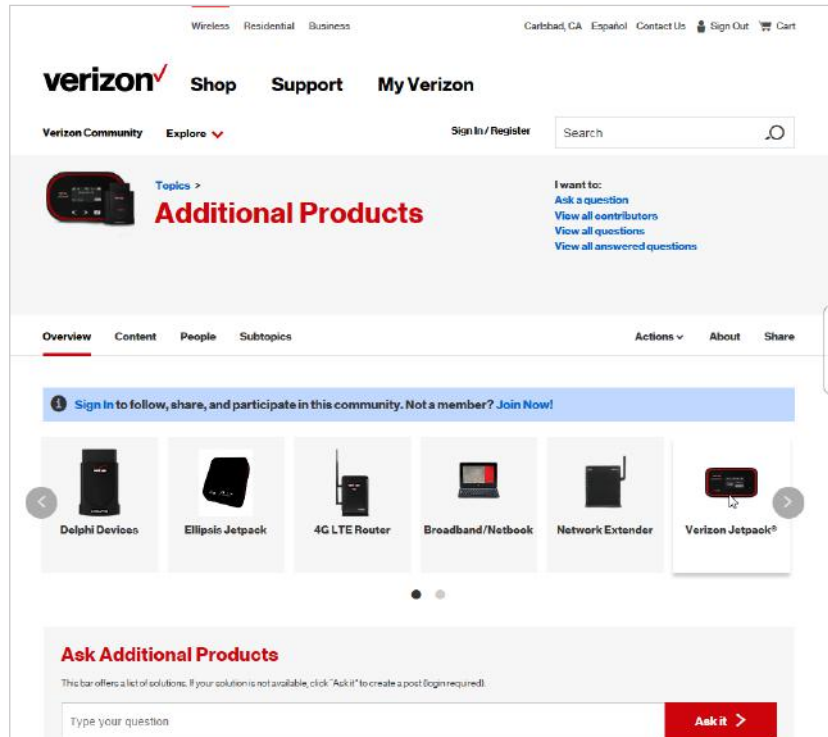 Wireless Residential Business Carlsbad, CA Español Contact Us Sign Out Cart
verizon Shop Support My Verizon
Verizon Community Explore Sign In / Register Search
Topics >
Additional Products
I want to:
Ask a question
View all contributors
View all questions
View all answered questions
Overview Content People Subtopics Actions About Share
Sign In to follow, share, and participate in this community. Not a member? Join Now!
Delphi Devices Ellipsis Jetpack 4G LTE Router Broadband/Netbook Network Extender Verizon Jetpack®
Ask Additional Products
This bar offers a list of solutions. If your solution is not available, click "Ask it" to create a post (login required).
Type your question Ask it